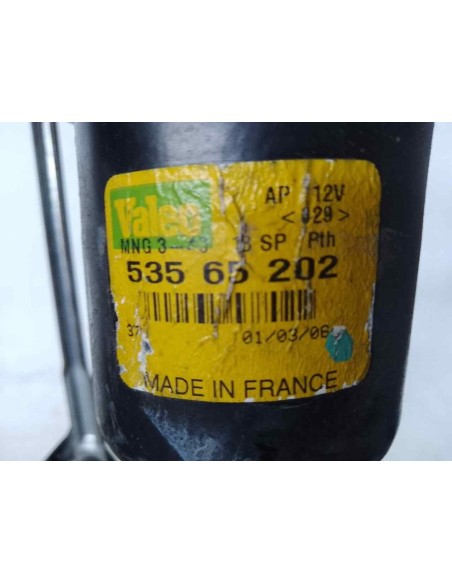 Valeo
AP 12V
<029>
MNG 3 SP Pth
535 65 202
01/03/06
MADE IN FRANCE